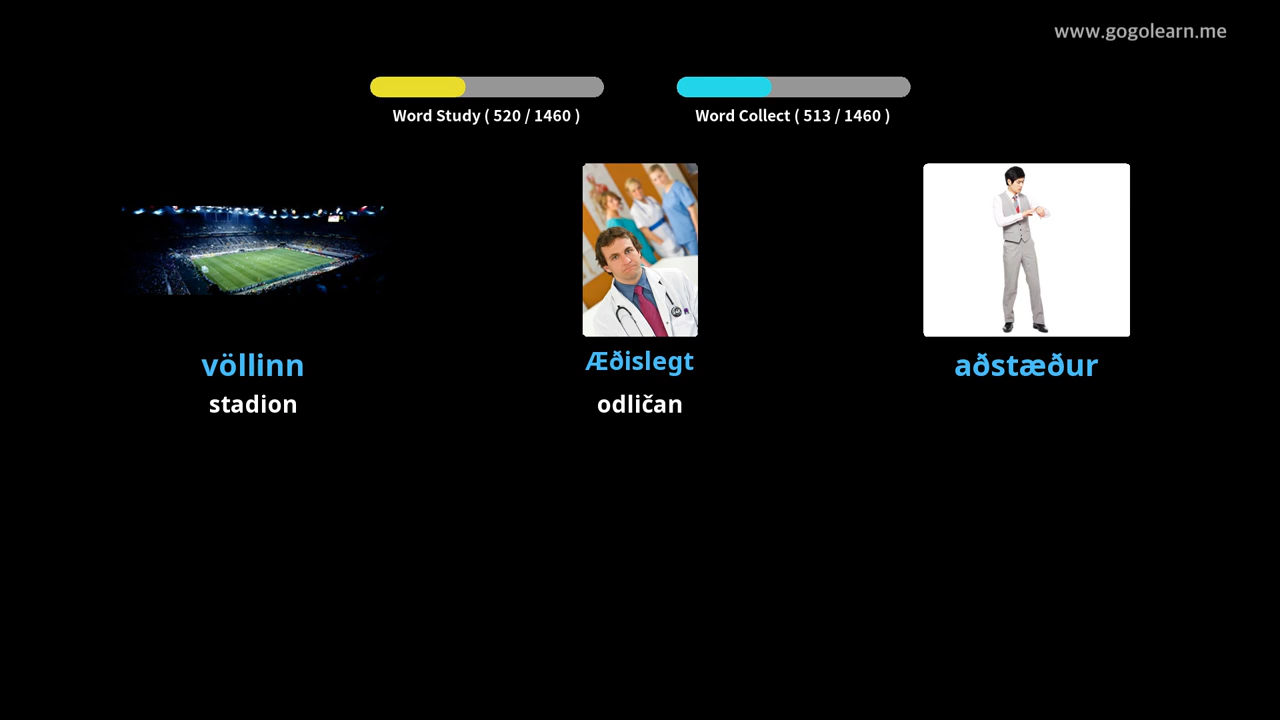 www.gogolearn.me
Word Study ( 520 / 1460 )
Word Collect ( 513 / 1460 )
völlinn
Æðislegt
aðstæður
stadion
odličan